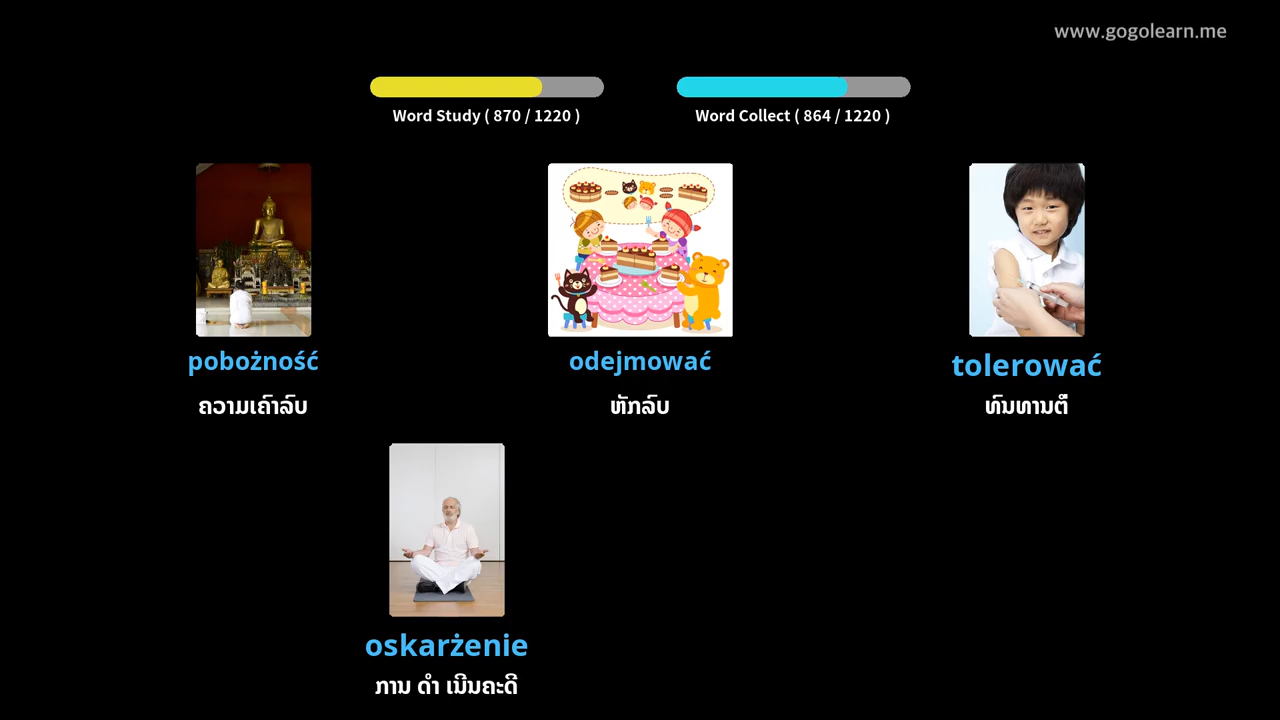 www.gogolearn.me
Word Study ( 870 / 1220 )
Word Collect ( 864 / 1220 )
pobożność
odejmować
tolerować
ຄວາມເຄົາລົບ
ຫັກລົບ
ທົນທານຕໍ່
oskarżenie
ການ ດຳ ເນີນຄະດີ